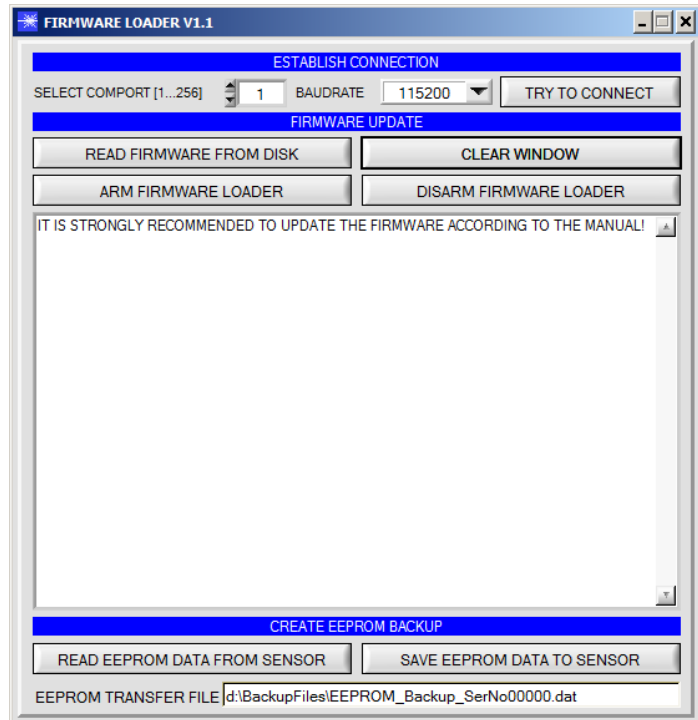 FIRMWARE LOADER V1.1
ESTABLISH CONNECTION
SELECT COMPORT [1...256] 1 BAUDRATE 115200 TRY TO CONNECT
FIRMWARE UPDATE
READ FIRMWARE FROM DISK CLEAR WINDOW
ARM FIRMWARE LOADER DISARM FIRMWARE LOADER
IT IS STRONGLY RECOMMENDED TO UPDATE THE FIRMWARE ACCORDING TO THE MANUAL!
CREATE EEPROM BACKUP
READ EEPROM DATA FROM SENSOR SAVE EEPROM DATA TO SENSOR
EEPROM TRANSFER FILE d:\BackupFiles\EEPROM_Backup_SerNo00000.dat